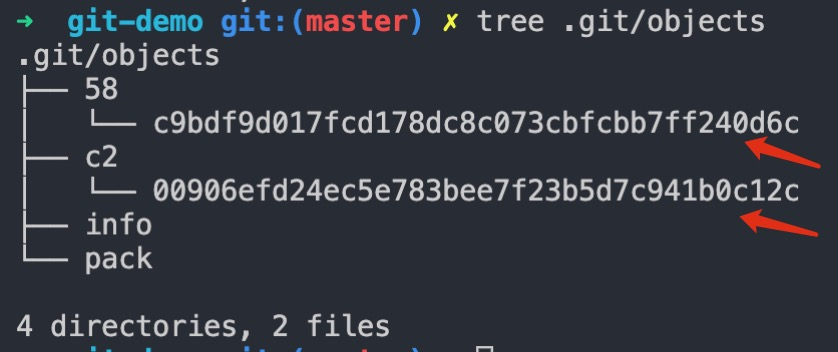 ➜  git-demo git:(master) ✗ tree .git/objects
.git/objects
├── 58
│   └── c9bdf9d017fcd178dc8c073cbfcbb7ff240d6c
├── c2
│   └── 00906efd24ec5e783bee7f23b5d7c941b0c12c
├── info
└── pack
4 directories, 2 files